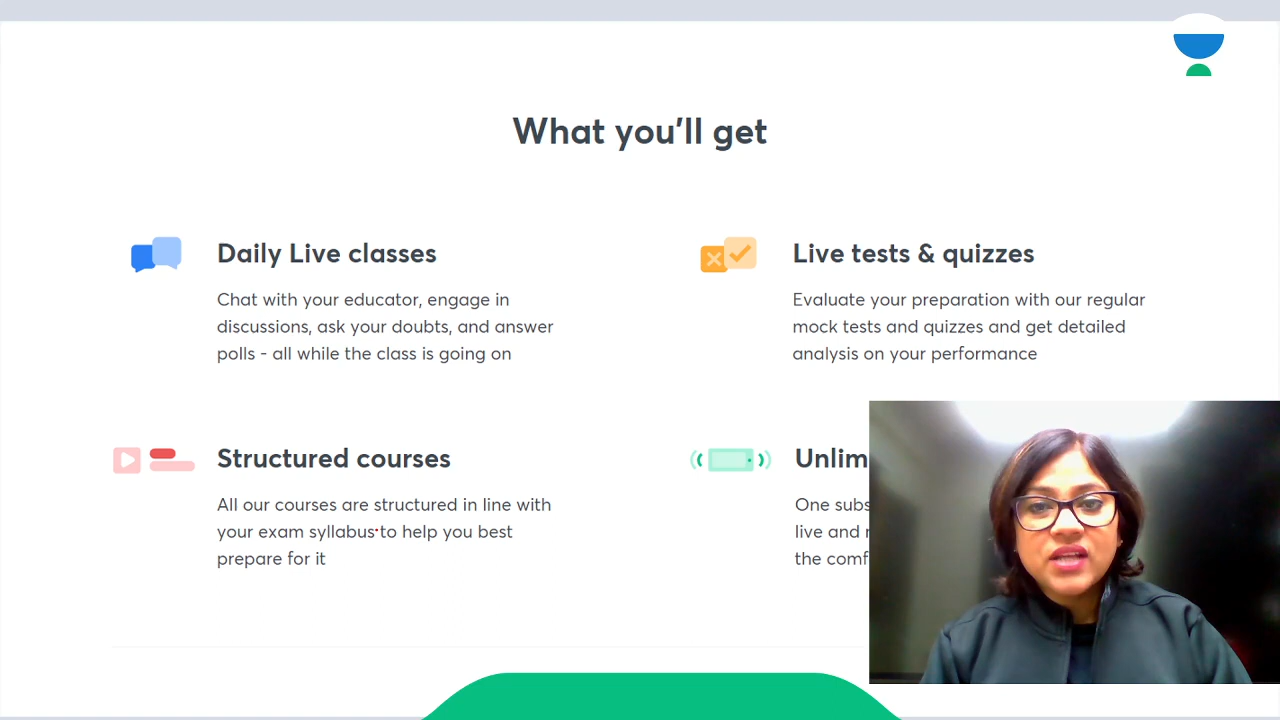 What you'll get
Daily Live classes
Chat with your educator, engage in
discussions, ask your doubts, and answer
polls - all while the class is going on
Live tests & quizzes
Evaluate your preparation with our regular
mock tests and quizzes and get detailed
analysis on your performance
Structured courses
All our courses are structured in line with
your exam syllabus to help you best
prepare for it
One
live and
the